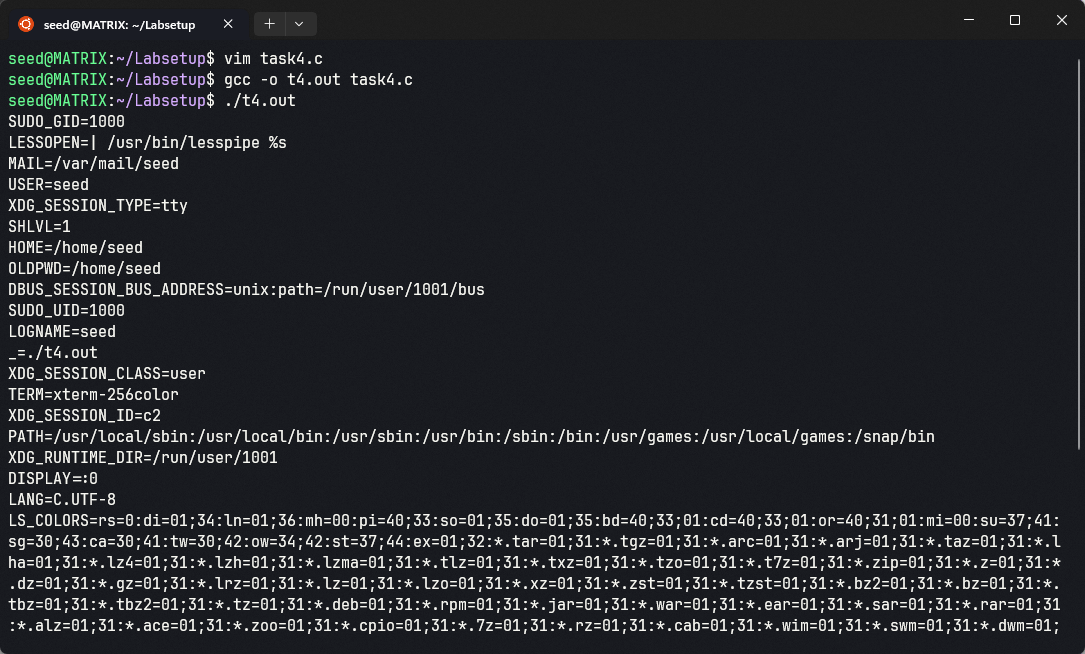 seed@MATRIX: ~/Labsetup
seed@MATRIX:~/Labsetup$ vim task4.c
seed@MATRIX:~/Labsetup$ gcc -o t4.out task4.c
seed@MATRIX:~/Labsetup$ ./t4.out
SUDO_GID=1000
LESSOPEN=| /usr/bin/lesspipe %s
MAIL=/var/mail/seed
USER=seed
XDG_SESSION_TYPE=tty
SHLVL=1
HOME=/home/seed
OLDPWD=/home/seed
DBUS_SESSION_BUS_ADDRESS=unix:path=/run/user/1001/bus
SUDO_UID=1000
LOGNAME=seed
_=./t4.out
XDG_SESSION_CLASS=user
TERM=xterm-256color
XDG_SESSION_ID=c2
PATH=/usr/local/sbin:/usr/local/bin:/usr/sbin:/usr/bin:/sbin:/bin:/usr/games:/usr/local/games:/snap/bin
XDG_RUNTIME_DIR=/run/user/1001
DISPLAY=:0
LANG=C.UTF-8
LS_COLORS=rs=0:di=01;34:ln=01;36:mh=00:pi=40;33:so=01;35:do=01;35:bd=40;33;01:cd=40;33;01:or=40;31;01:mi=00:su=37;41:
sg=30;43:ca=30;41:tw=30;42:ow=34;42:st=37;44:ex=01;32:*.tar=01;31:*.tgz=01;31:*.arc=01;31:*.arj=01;31:*.taz=01;31:*.l
ha=01;31:*.lz4=01;31:*.lzh=01;31:*.lzma=01;31:*.tlz=01;31:*.txz=01;31:*.tzo=01;31:*.t7z=01;31:*.zip=01;31:*.z=01;31:*
.dz=01;31:*.gz=01;31:*.lrz=01;31:*.lz=01;31:*.lzo=01;31:*.xz=01;31:*.zst=01;31:*.tzst=01;31:*.bz2=01;31:*.bz=01;31:*.
tbz=01;31:*.tbz2=01;31:*.tz=01;31:*.deb=01;31:*.rpm=01;31:*.jar=01;31:*.war=01;31:*.ear=01;31:*.sar=01;31:*.rar=01;31
:*.alz=01;31:*.ace=01;31:*.zoo=01;31:*.cpio=01;31:*.7z=01;31:*.rz=01;31:*.cab=01;31:*.wim=01;31:*.swm=01;31:*.dwm=01;